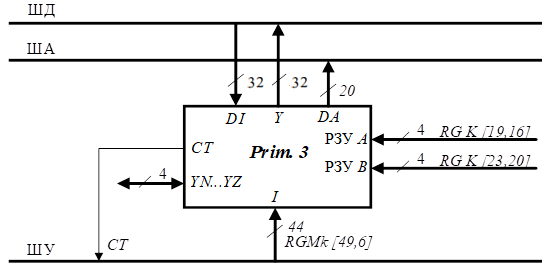 ШД
ША
32
32
20
DI Y DA
РЗУ A
4 RG K [19,16]
CT
Prim. 3
4 RG K [23,20]
РЗУ B
4
YN...YZ
I
44
RGMk [49,6]
ШУ
CT